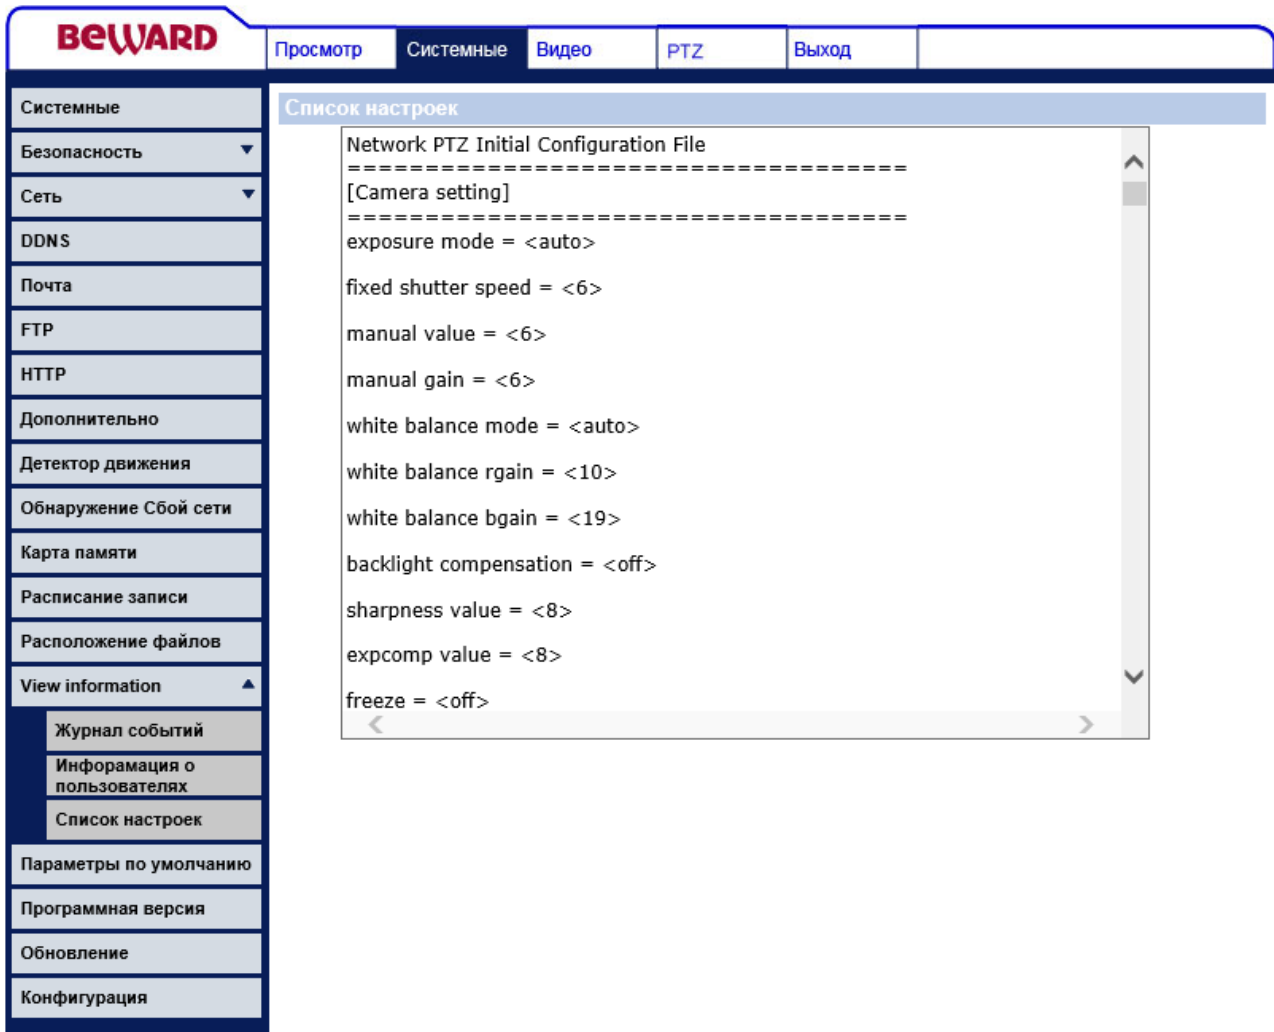 BEWARD
Просмотр
Системные
Видео
PTZ
Выход
Системные
Безопасность
Сеть
DDNS
Почта
FTP
HTTP
Дополнительно
Детектор движения
Обнаружение Сбой сети
Карта памяти
Расписание записи
Расположение файлов
View information
Журнал событий
Инфорамация о
пользователях
Список настроек
Параметры по умолчанию
Программная версия
Обновление
Конфигурация
Список настроек
Network PTZ Initial Configuration File
====================================
[Camera setting]
====================================
exposure mode = <auto>
fixed shutter speed = <6>
manual value = <6>
manual gain = <6>
white balance mode = <auto>
white balance rgain = <10>
white balance bgain = <19>
backlight compensation = <off>
sharpness value = <8>
expcomp value = <8>
freeze = <off>